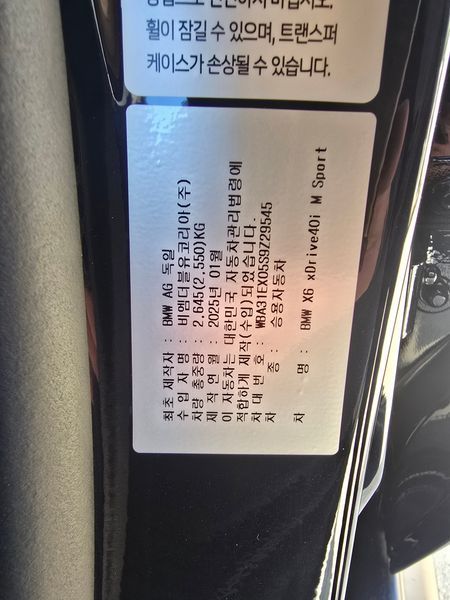 휠이 잠길 수 있으며, 트랜스퍼
케이스가 손상될 수 있습니다.
최초 제작자 : BMW AG 독일
수 입 자 명 : 비엠더블유코리아(주)
차량 총중량 : 2,645(2,550)KG
제 작 연 월 : 2025년 01월
이 자동차는 대한민국 자동차관리법령에
적합하게 제작(수입)되었습니다.
차 대 번 호 : WBA31EX05S9Z29545
차 종 : 승용자동차
차 명 : BMW X6 xDrive40i M Sport